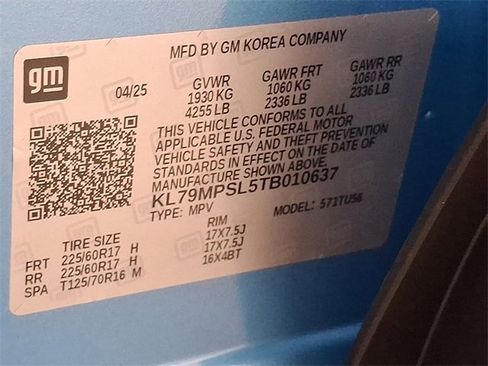 MFD BY GM KOREA COMPANY
gm
04/25 GVWR GAWR FRT GAWR RR
1930 KG 1060 KG 1060 KG
4255 LB 2336 LB 2336 LB
THIS VEHICLE CONFORMS TO ALL
APPLICABLE U.S. FEDERAL MOTOR
VEHICLE SAFETY AND THEFT PREVENTION
STANDARDS IN EFFECT ON THE DATE OF
MANUFACTURE SHOWN ABOVE.
KL79MPSL5TB010637
TYPE: MPV MODEL: 571TU56
TIRE SIZE RIM
FRT 225/60R17 H 17X7.5J
RR 225/60R17 H 17X7.5J
SPA T125/70R16 M 16X4BT